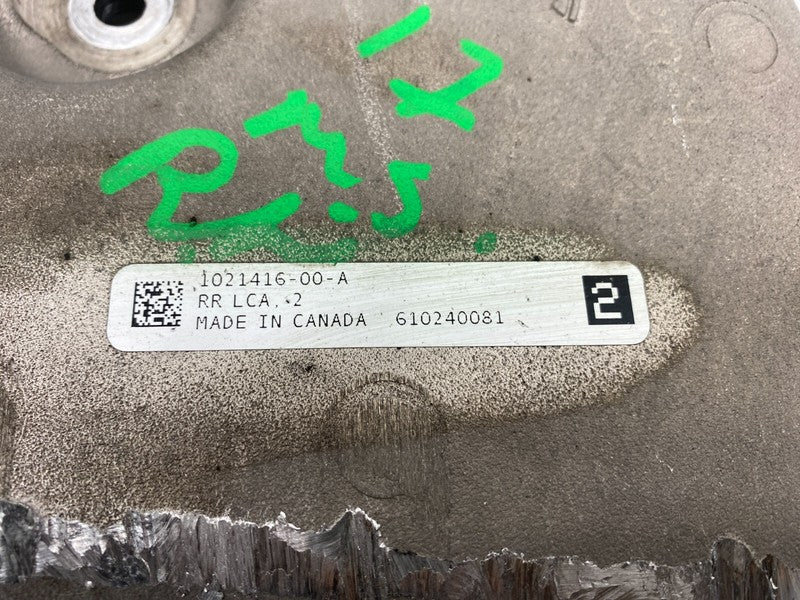 1021416-00-A
RR LCA, -2
MADE IN CANADA 610240081
2